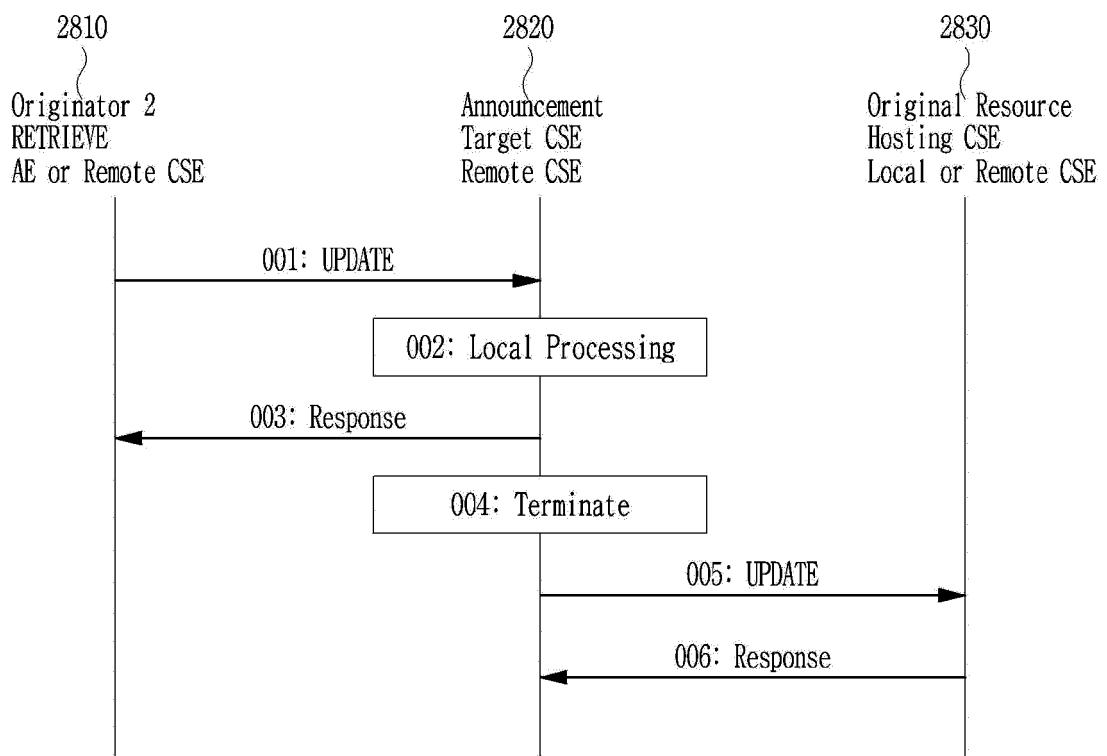 2810
2820
2830
Originator 2
RETRIEVE
AE or Remote CSE
Announcement
Target CSE
Remote CSE
Original Resource
Hosting CSE
Local or Remote CSE
001: UPDATE
002: Local Processing
003: Response
004: Terminate
005: UPDATE
006: Response